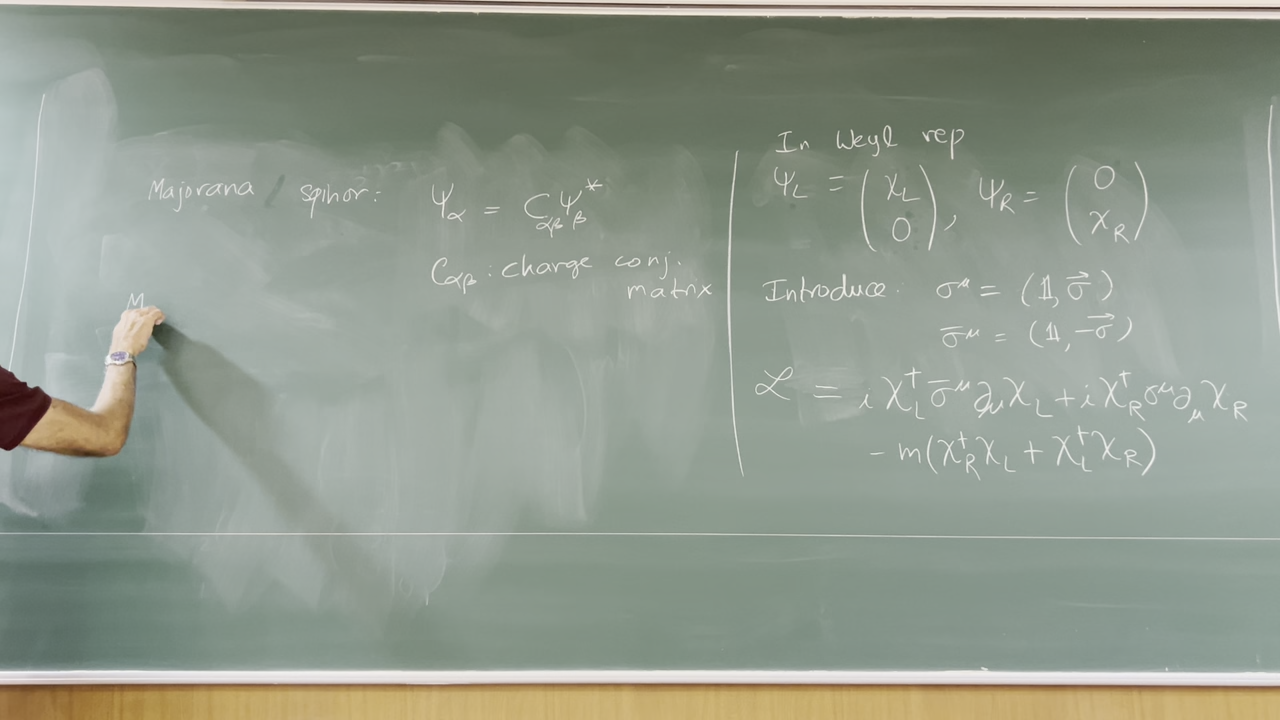 Majorana spinor: Ψ_α = C_αβ Ψ_β^*
C_αβ : charge conj.
matrix
M
In Weyl rep
Ψ_L = (χ_L 0), Ψ_R = (0 χ_R)
Introduce: σ^μ = (𝟙, σ⃗)
σ̄^μ = (𝟙, -σ⃗)
ℒ = i χ_L^† σ̄^μ ∂_μ χ_L + i χ_R^† σ^μ ∂_μ χ_R
- m(χ_R^† χ_L + χ_L^† χ_R)